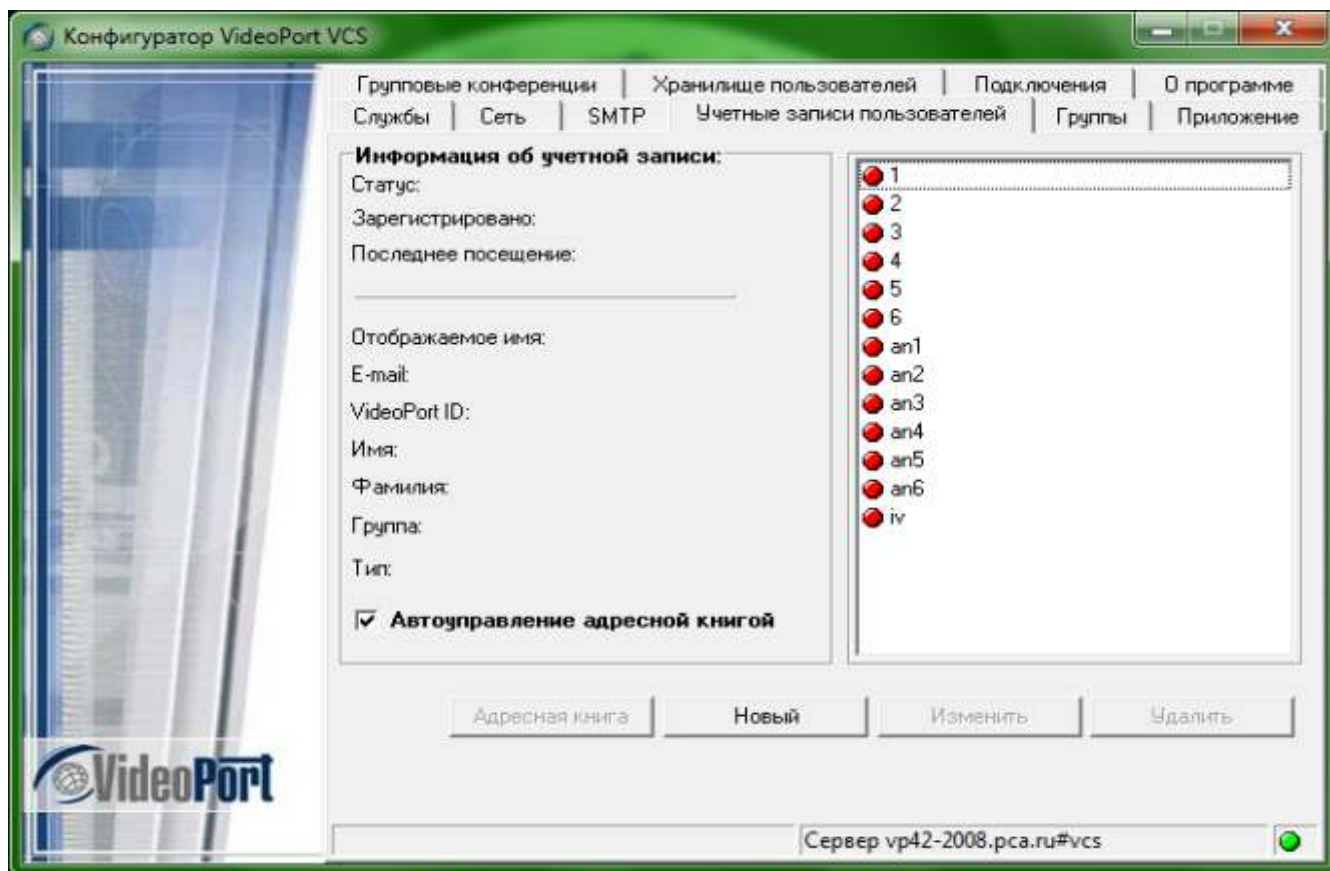 Конфигуратор VideoPort VCS
Групповые конференции Хранилище пользователей Подключения О программе
Службы Сеть SMTP Учетные записи пользователей Группы Приложение
Информация об учетной записи:
Статус:
Зарегистрировано:
Последнее посещение:
Отображаемое имя:
E-mail:
VideoPort ID:
Имя:
Фамилия:
Группа:
Тип:
Автоуправление адресной книгой
1
2
3
4
5
6
an1
an2
an3
an4
an5
an6
iv
Адресная книга Новый Изменить Удалить
VideoPort
Сервер vp42-2008.pca.ru#vcs